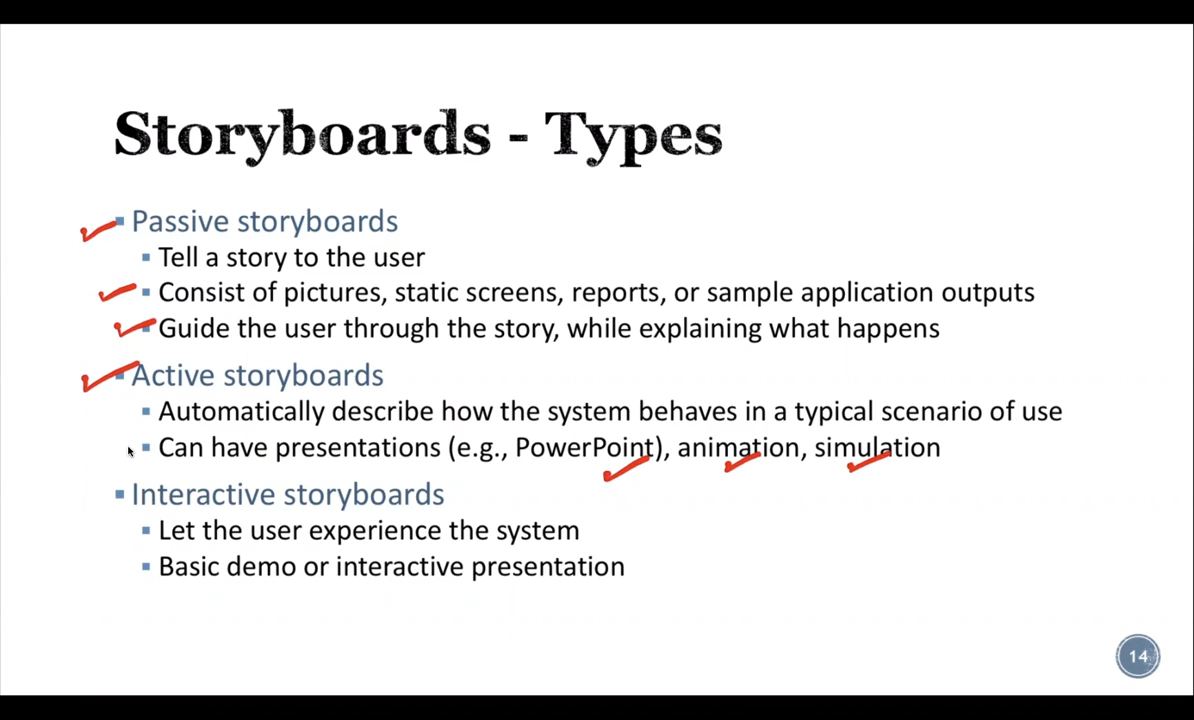 Storyboards - Types
▪ Passive storyboards
▪ Tell a story to the user
▪ Consist of pictures, static screens, reports, or sample application outputs
▪ Guide the user through the story, while explaining what happens
▪ Active storyboards
▪ Automatically describe how the system behaves in a typical scenario of use
▪ Can have presentations (e.g., PowerPoint), animation, simulation
▪ Interactive storyboards
▪ Let the user experience the system
▪ Basic demo or interactive presentation
14